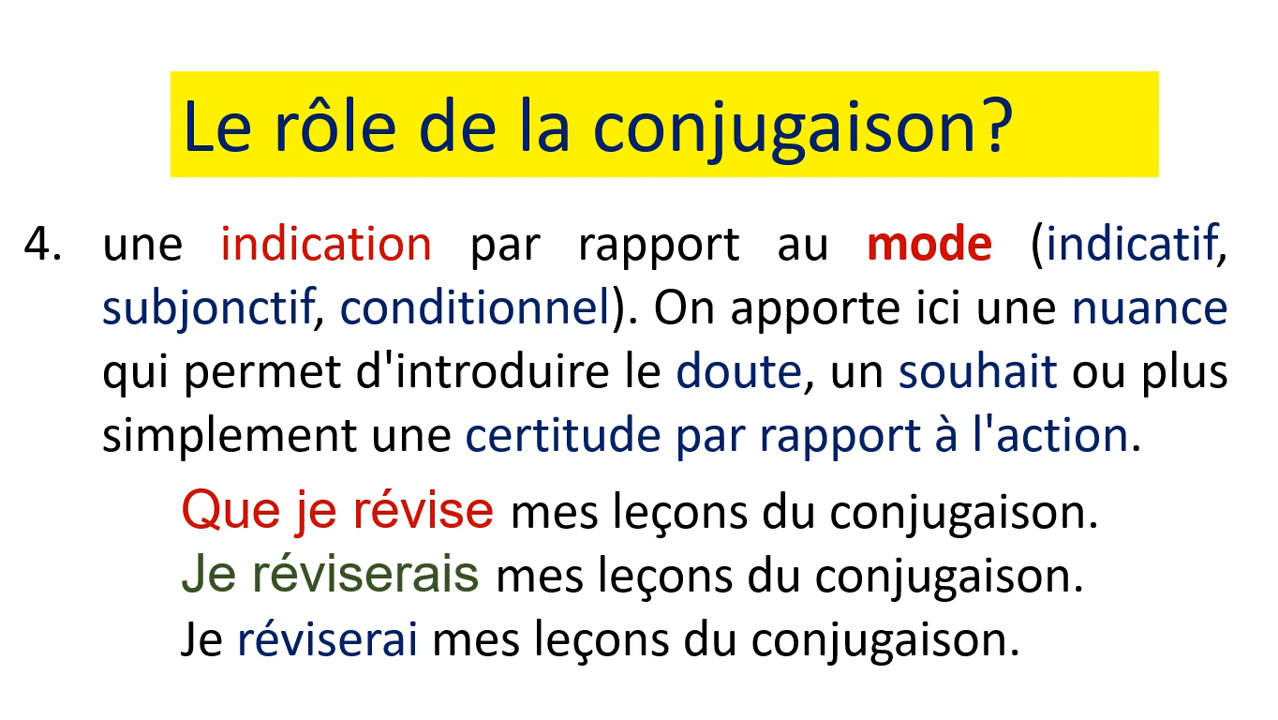 Le rôle de la conjugaison?
4. une indication par rapport au mode (indicatif,
subjonctif, conditionnel). On apporte ici une nuance
qui permet d'introduire le doute, un souhait ou plus
simplement une certitude par rapport à l'action.
Que je révise mes leçons du conjugaison.
Je réviserais mes leçons du conjugaison.
Je réviserai mes leçons du conjugaison.